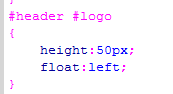 }
#header #logo
{
height:50px;
float:left;
}